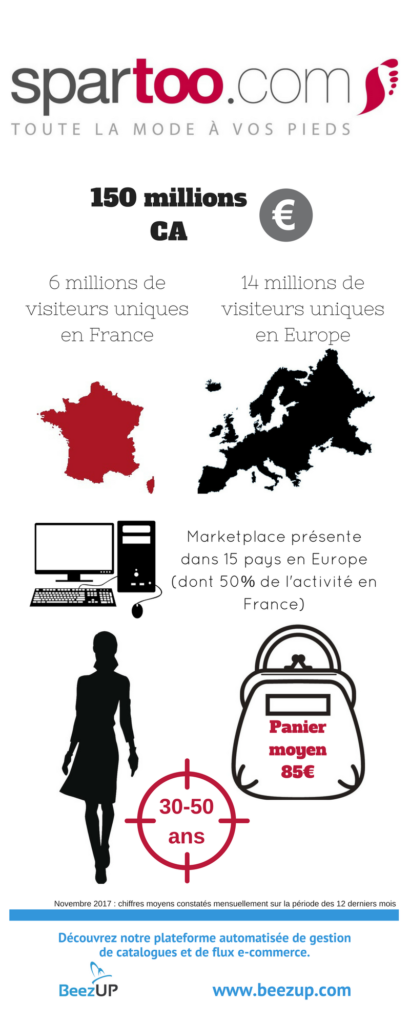 spartoo.com
TOUTE LA MODE À VOS PIEDS
150 millions
CA
€
6 millions de
visiteurs uniques
en France
14 millions de
visiteurs uniques
en Europe
Marketplace présente
dans 15 pays en Europe
(dont 50% de l'activité en
France)
Panier
moyen
85€
30-50
ans
Novembre 2017 : chiffres moyens constatés mensuellement sur la période des 12 derniers mois
Découvrez notre plateforme automatisée de gestion
de catalogues et de flux e-commerce.
BeezUP
www.beezup.com